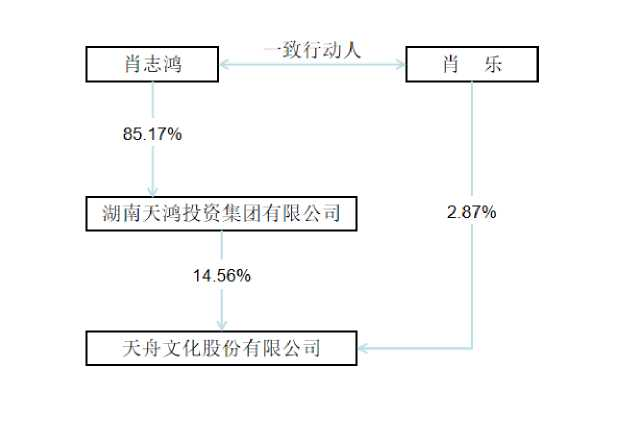 一致行动人
肖志鸿
肖 乐
85.17%
湖南天鸿投资集团有限公司
2.87%
14.56%
天舟文化股份有限公司